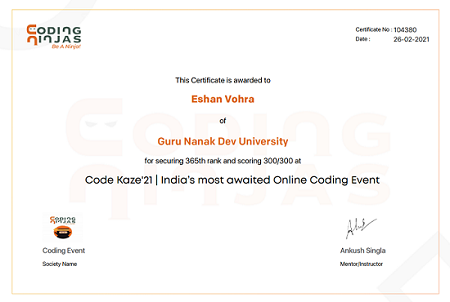 CODING
NINJAS
Be A Ninja!
Certificate No : 104380
Date : 26-02-2021
This Certificate is awarded to
Eshan Vohra
of
Guru Nanak Dev University
for securing 365th rank and scoring 300/300 at
Code Kaze'21 | India's most awaited Online Coding Event
CODING
NINJAS
Coding Event
Society Name
Ankush Singla
Mentor/Instructor